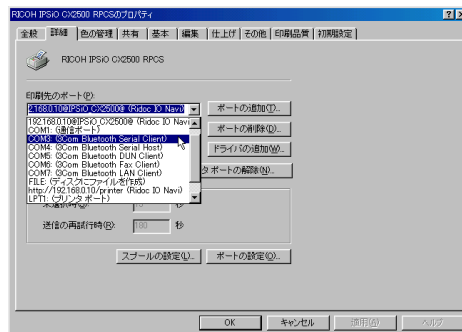 RICOH IPSiO CX2500 RPCSのプロパティ
全般 詳細 色の管理 共有 基本 編集 仕上げ その他 印刷品質 初期設定
RICOH IPSiO CX2500 RPCS
印刷先のポート(P):
2.168.0.10@IPSiO_CX2500@ (Ridoc IO Navi)
ポートの追加(T)...
192.168.0.10@IPSiO_CX2500@ (Ridoc IO Navi)
COM1: (通信ポート)
COM3: (3Com Bluetooth Serial Client)
COM4: (3Com Bluetooth Serial Host)
COM5: (3Com Bluetooth DUN Client)
COM6: (3Com Bluetooth Fax Client)
COM7: (3Com Bluetooth LAN Client)
FILE: (ディスクにファイルを作成)
http://192.168.0.10/printer (Ridoc IO Navi)
LPT1: (プリンタ ポート)
ポートの削除(D)...
ドライバの追加(W)...
タ ポートの解除(N)...
未選択時(S): 15 秒
送信の再試行時(R): 180 秒
スプールの設定(L)... ポートの設定(O)...
OK キャンセル 適用(A) ヘルプ